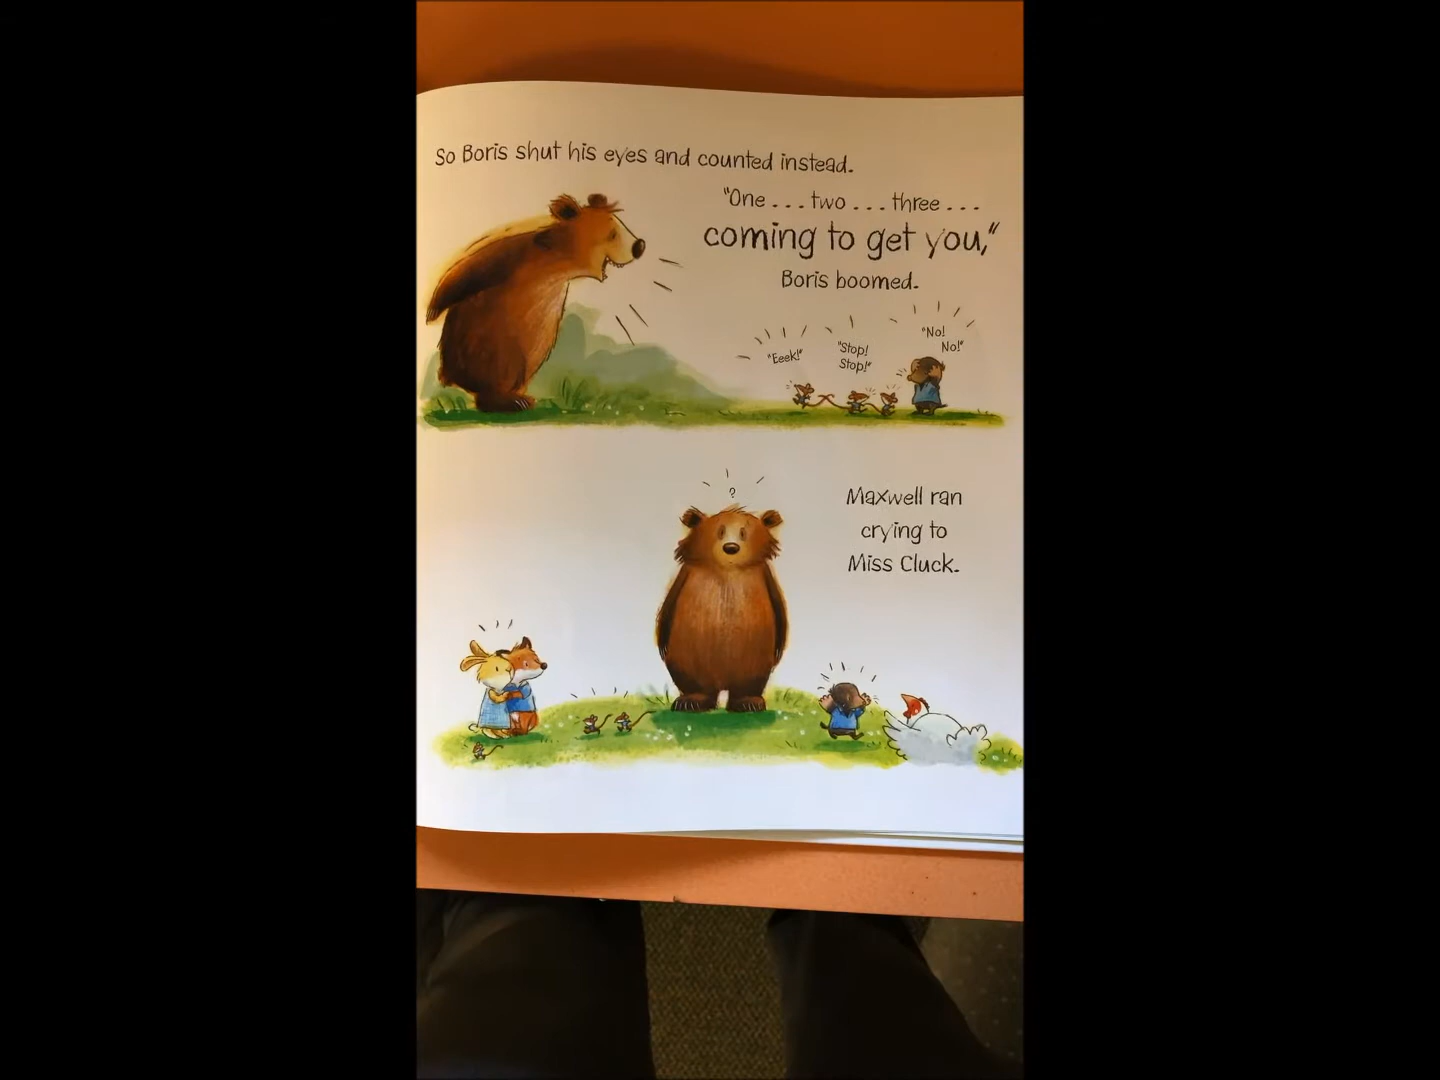 So Boris shut his eyes and counted instead.
"One . . . two . . . three . . .
coming to get you,"
Boris boomed.
"Eeek!"
"Stop!
Stop!"
"No!
No!"
?
Maxwell ran
crying to
Miss Cluck.